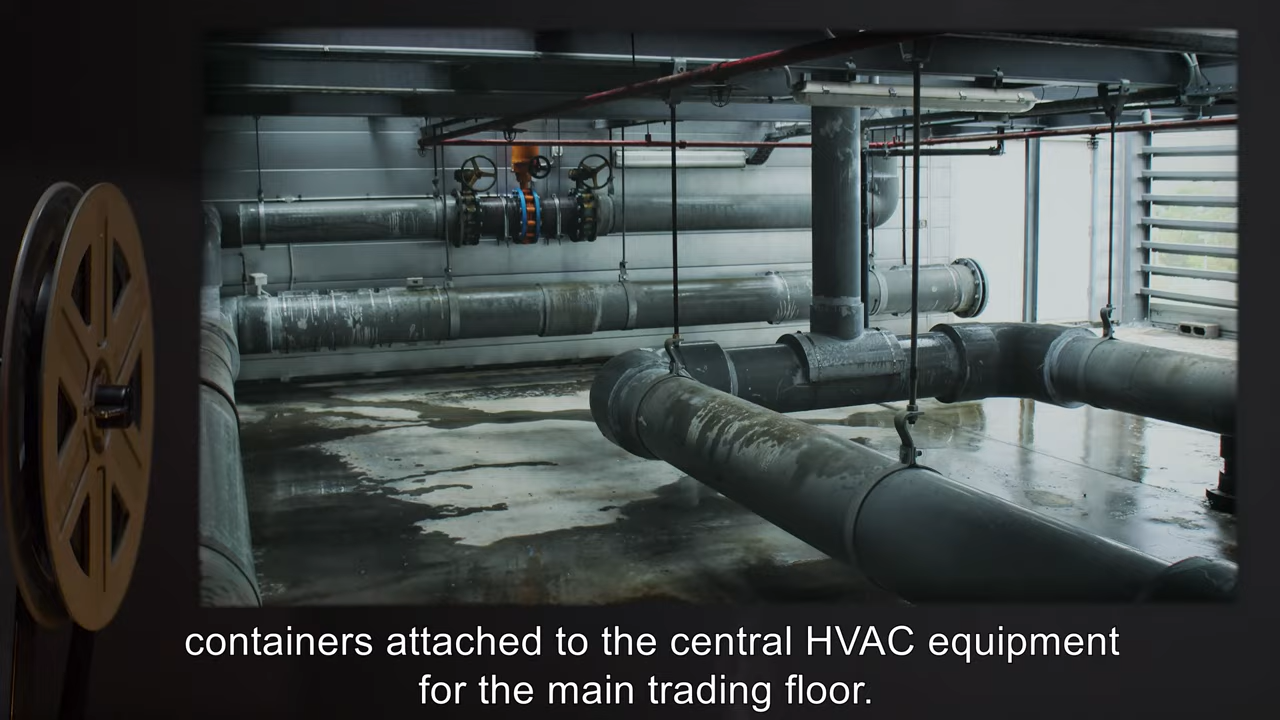 containers attached to the central HVAC equipment
for the main trading floor.